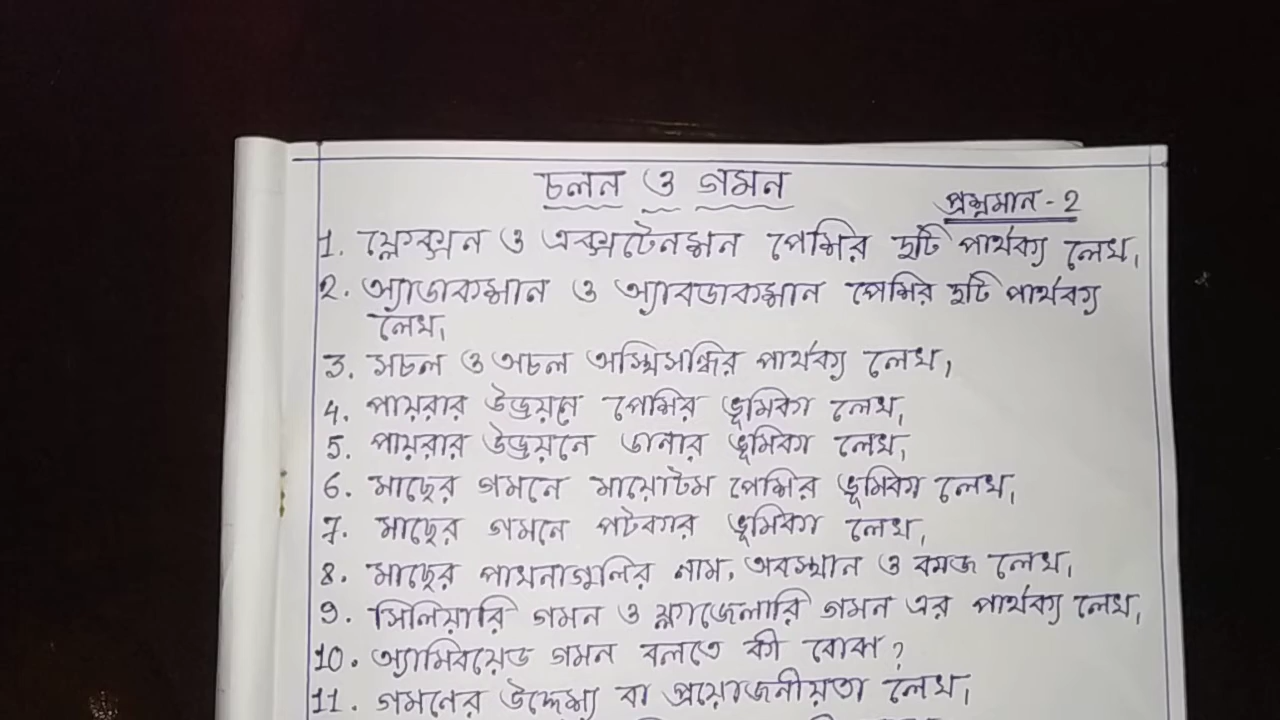 চলন ও গমন
প্রশ্নমান - 2
1. ফ্লেক্সন ও এক্সটেনশন পেশির দুটি পার্থক্য লেখ,
2. অ্যাডাকশান ও অ্যাবডাকশান পেশির দুটি পার্থক্য
লেখ,
3. সচল ও অচল অস্থিসন্ধির পার্থক্য লেখ,
4. পায়রার উড্ডয়নে পেশির ভূমিকা লেখ,
5. পায়রার উড্ডয়নে ডানার ভূমিকা লেখ,
6. মাছের গমনে মায়োটম পেশির ভূমিকা লেখ,
7. মাছের গমনে পটকার ভূমিকা লেখ,
8. মাছের পাখনাগুলির নাম, অবস্থান ও কাজ লেখ,
9. সিলিয়ারি গমন ও ফ্লাজেলারি গমন এর পার্থক্য লেখ,
10. অ্যামিবয়েড গমন বলতে কী বোঝ?
11. গমনের উদ্দেশ্য বা প্রয়োজনীয়তা লেখ,